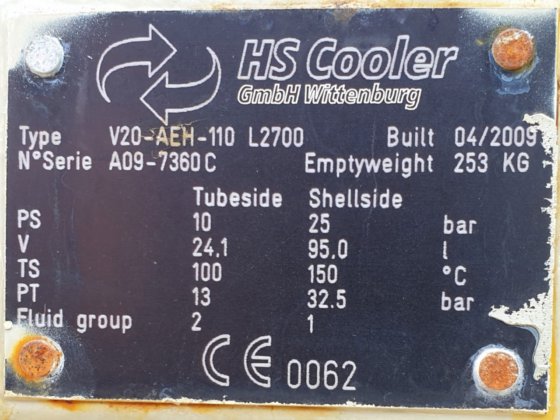 HS Cooler
GmbH Wittenburg
Type V20-AEH-110 L2700 Built 04/2009
N°Serie A09-7360C Emptyweight 253 KG
Tubeside Shellside
PS 10 25 bar
V 24,1 95,0 l
TS 100 150 °C
PT 13 32.5 bar
Fluid group 2 1
CE 0062